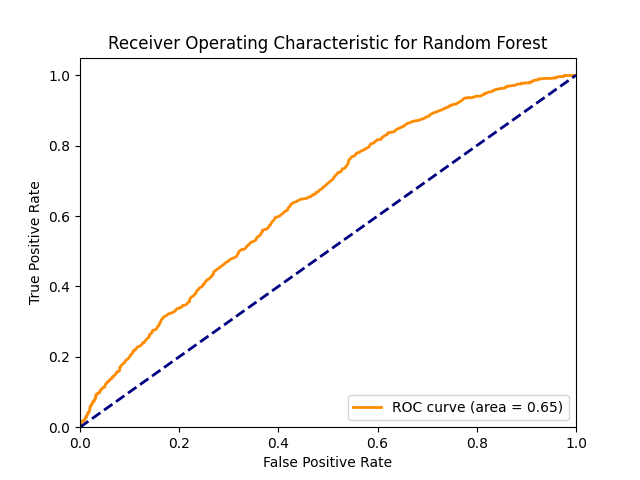 Receiver Operating Characteristic for Random Forest
True Positive Rate
1.0
0.8
0.6
0.4
0.2
0.0
ROC curve (area = 0.65)
0.0 0.2 0.4 0.6 0.8 1.0
False Positive Rate